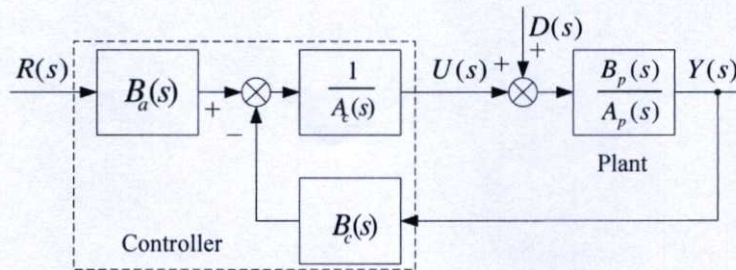 D(s)
R(s)
B_a(s)
+
−
1
A_c(s)
U(s)
+
+
B_p(s)
A_p(s)
Y(s)
Plant
B_c(s)
Controller